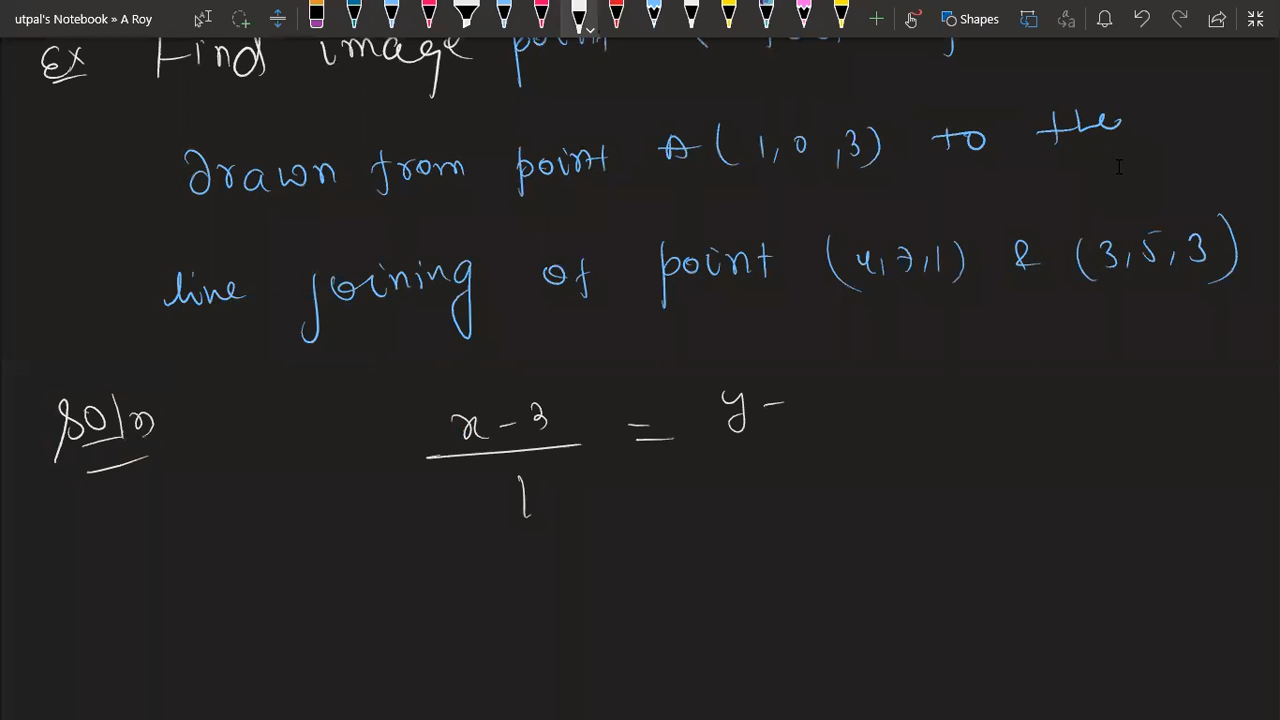 utpal's Notebook » A Roy
Shapes
Ex Find image point
drawn from point A(1,0,3) to the
line joining of point (4,7,1) & (3,5,3)
Soln
x-3 = y-
1